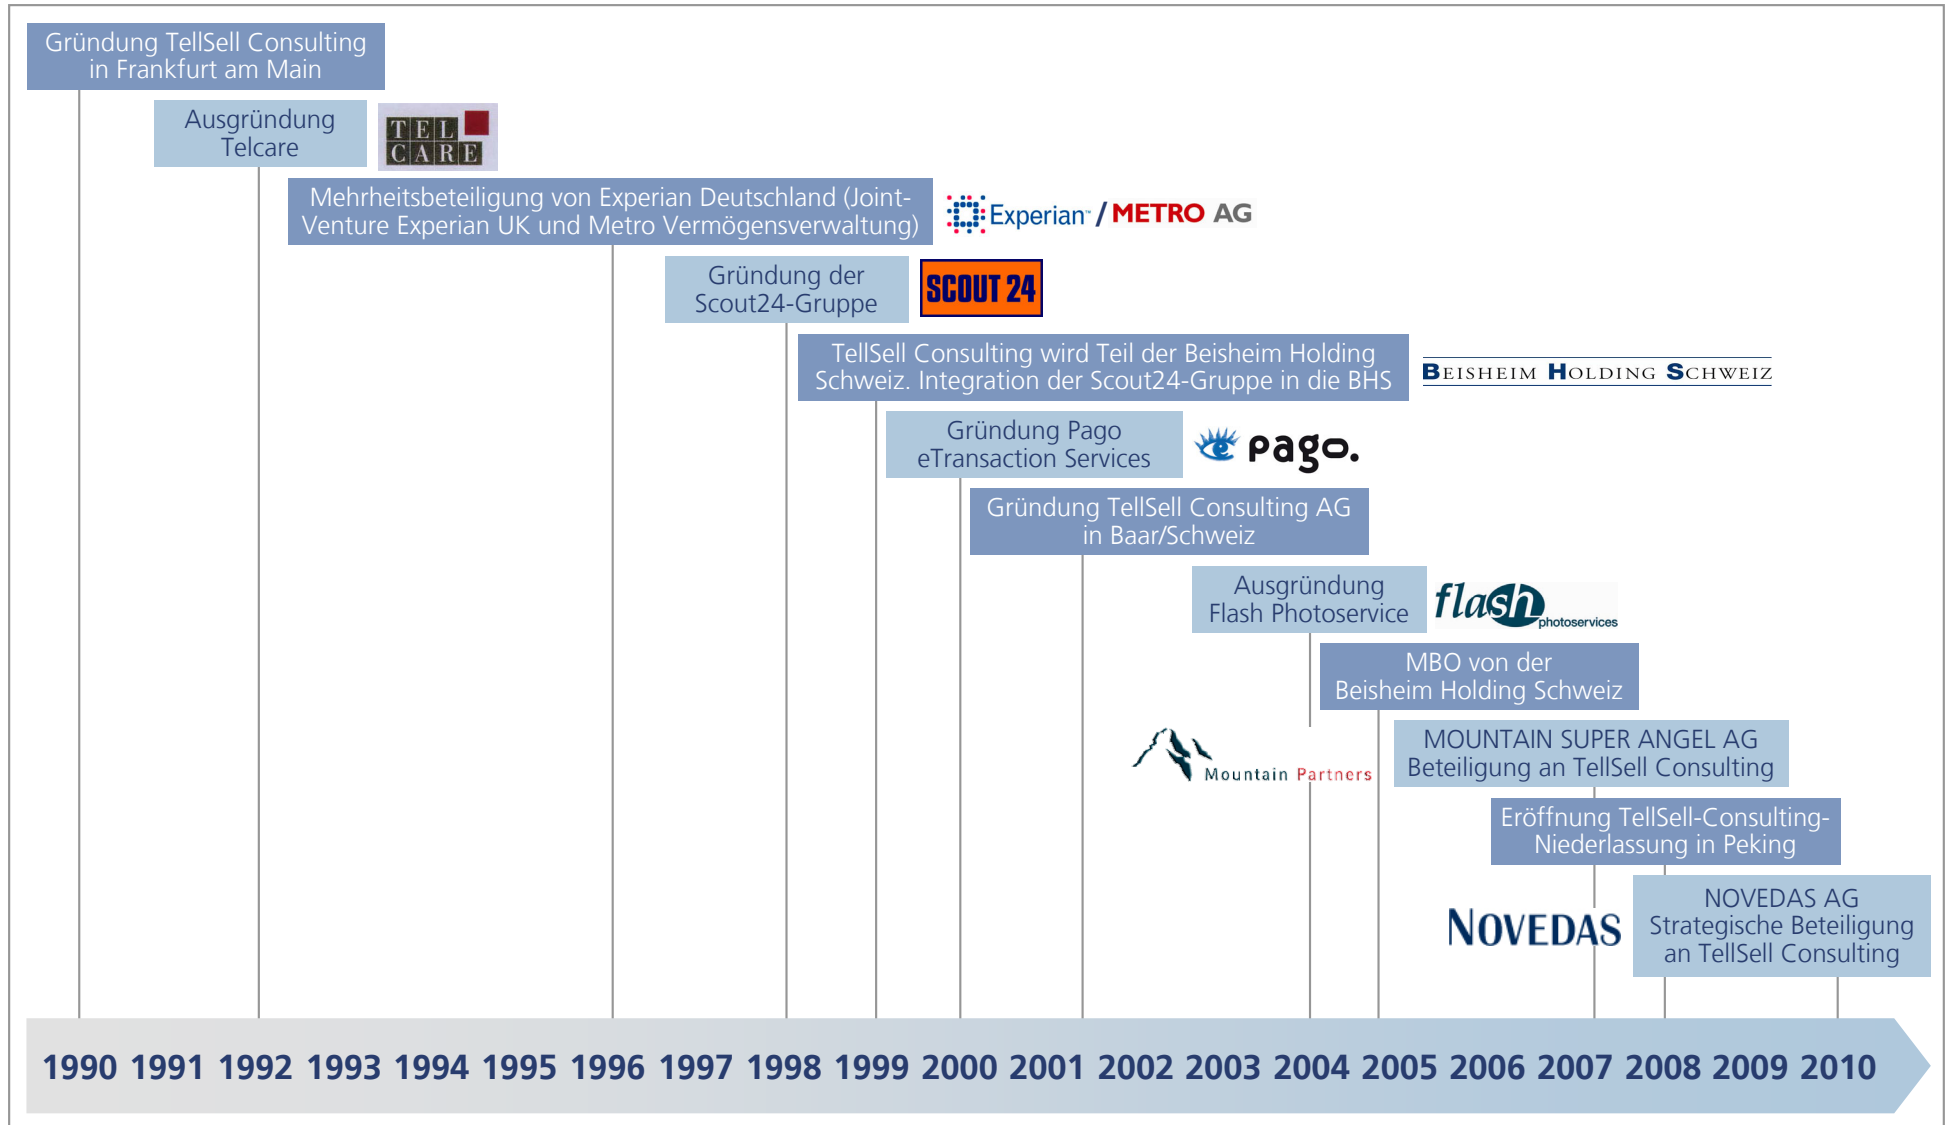 Gründung TellSell Consulting
in Frankfurt am Main
Ausgründung
Telcare
TEL
CARE
Mehrheitsbeteiligung von Experian Deutschland (Joint-
Venture Experian UK und Metro Vermögensverwaltung)
Experian™ / METRO AG
Gründung der
Scout24-Gruppe
SCOUT 24
TellSell Consulting wird Teil der Beisheim Holding
Schweiz. Integration der Scout24-Gruppe in die BHS
BEISHEIM HOLDING SCHWEIZ
Gründung Pago
eTransaction Services
e pago.
Gründung TellSell Consulting AG
in Baar/Schweiz
Ausgründung
Flash Photoservice
flash
photoservices
MBO von der
Beisheim Holding Schweiz
Mountain Partners
MOUNTAIN SUPER ANGEL AG
Beteiligung an TellSell Consulting
Eröffnung TellSell-Consulting-
Niederlassung in Peking
NOVEDAS
NOVEDAS AG
Strategische Beteiligung
an TellSell Consulting
1990 1991 1992 1993 1994 1995 1996 1997 1998 1999 2000 2001 2002 2003 2004 2005 2006 2007 2008 2009 2010